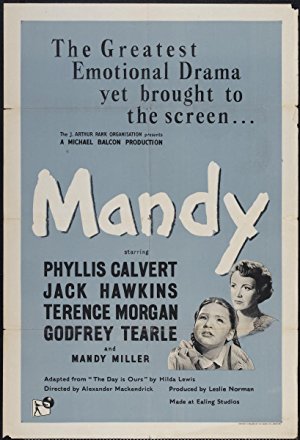 The Greatest
Emotional Drama
yet brought to
the screen...
The J. ARTHUR RANK ORGANISATION presents
A MICHAEL BALCON PRODUCTION
Mandy
starring
PHYLLIS CALVERT
JACK HAWKINS
TERENCE MORGAN
GODFREY TEARLE
and
MANDY MILLER
Adapted from "The Day is Ours" by Hilda Lewis
Directed by Alexander Mackendrick
Produced by Leslie Norman
Made at Ealing Studios